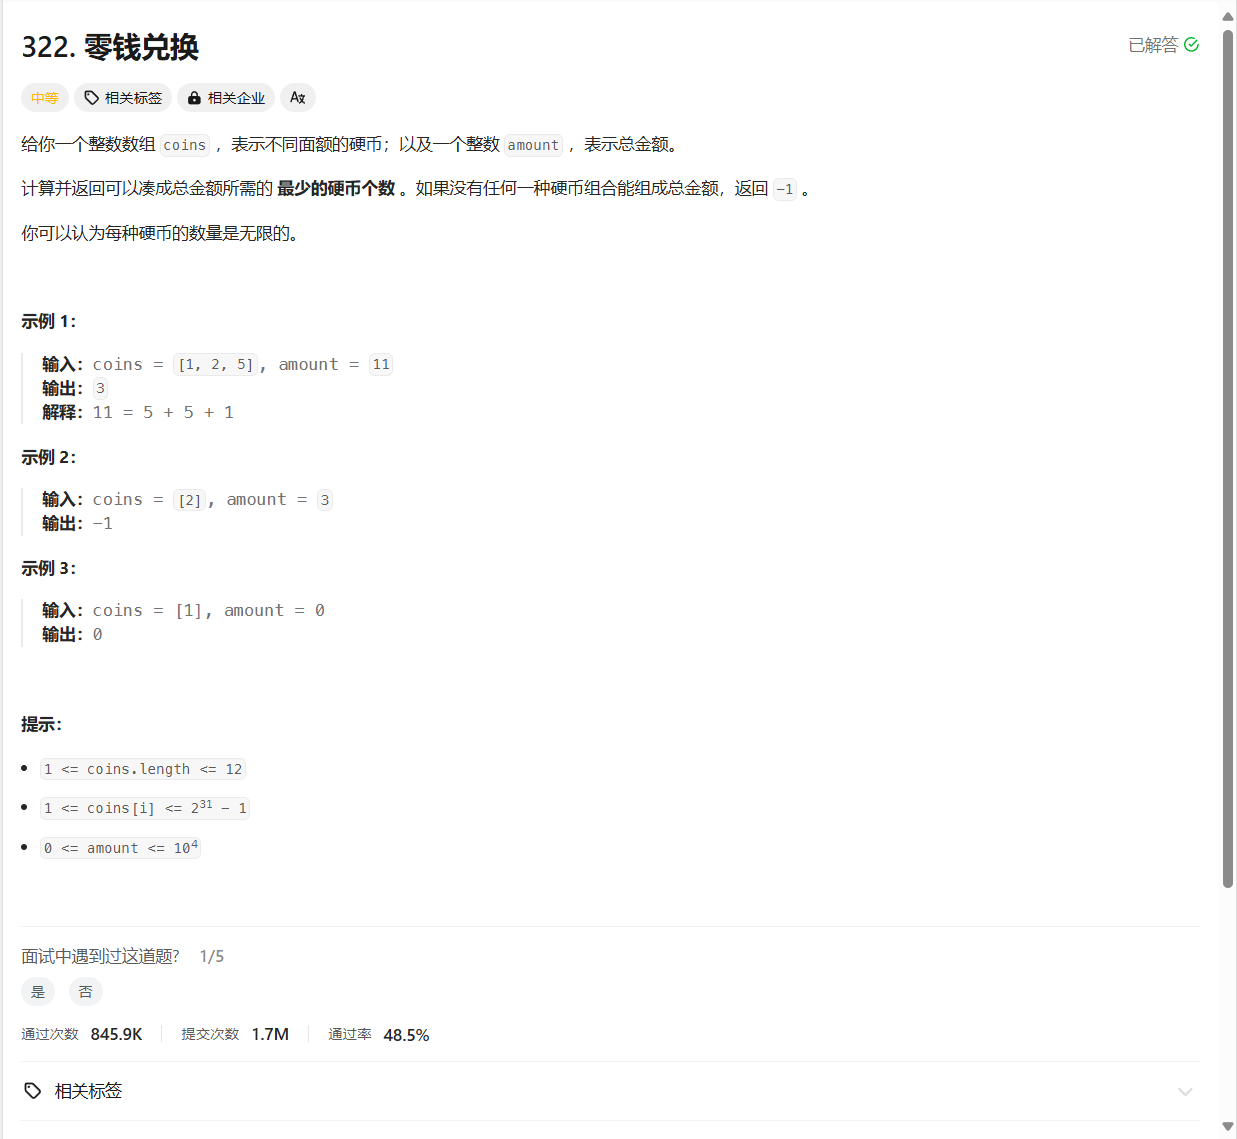 322. 零钱兑换
已解答
中等 相关标签 相关企业 Aあ
给你一个整数数组 coins ，表示不同面额的硬币；以及一个整数 amount ，表示总金额。
计算并返回可以凑成总金额所需的 最少的硬币个数 。如果没有任何一种硬币组合能组成总金额，返回 -1 。
你可以认为每种硬币的数量是无限的。
示例 1：
输入：coins = [1, 2, 5], amount = 11
输出：3
解释：11 = 5 + 5 + 1
示例 2：
输入：coins = [2], amount = 3
输出：-1
示例 3：
输入：coins = [1], amount = 0
输出：0
提示：
1 <= coins.length <= 12
1 <= coins[i] <= 2³¹ - 1
0 <= amount <= 10⁴
面试中遇到过这道题? 1/5
是 否
通过次数 845.9K 提交次数 1.7M 通过率 48.5%
相关标签